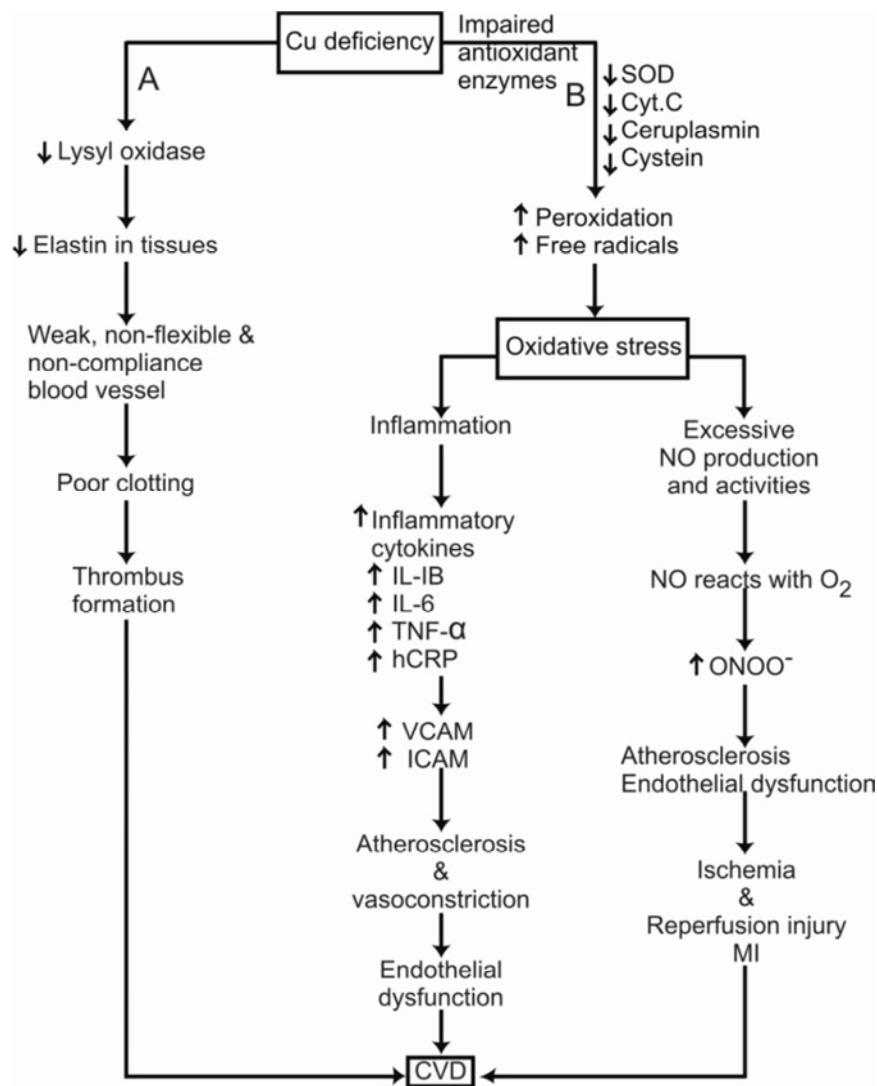 Cu deficiency
Impaired
antioxidant
enzymes
A
B
↓ SOD
↓ Cyt.C
↓ Ceruplasmin
↓ Cystein
↓ Lysyl oxidase
↓ Elastin in tissues
Weak, non-flexible &
non-compliance
blood vessel
Poor clotting
Thrombus
formation
↑ Peroxidation
↑ Free radicals
Oxidative stress
Inflammation
↑ Inflammatory
cytokines
↑ IL-IB
↑ IL-6
↑ TNF-α
↑ hCRP
↑ VCAM
↑ ICAM
Atherosclerosis
&
vasoconstriction
Endothelial
dysfunction
Excessive
NO production
and activities
NO reacts with O2
↑ ONOO-
Atherosclerosis
Endothelial dysfunction
Ischemia
&
Reperfusion injury
MI
CVD